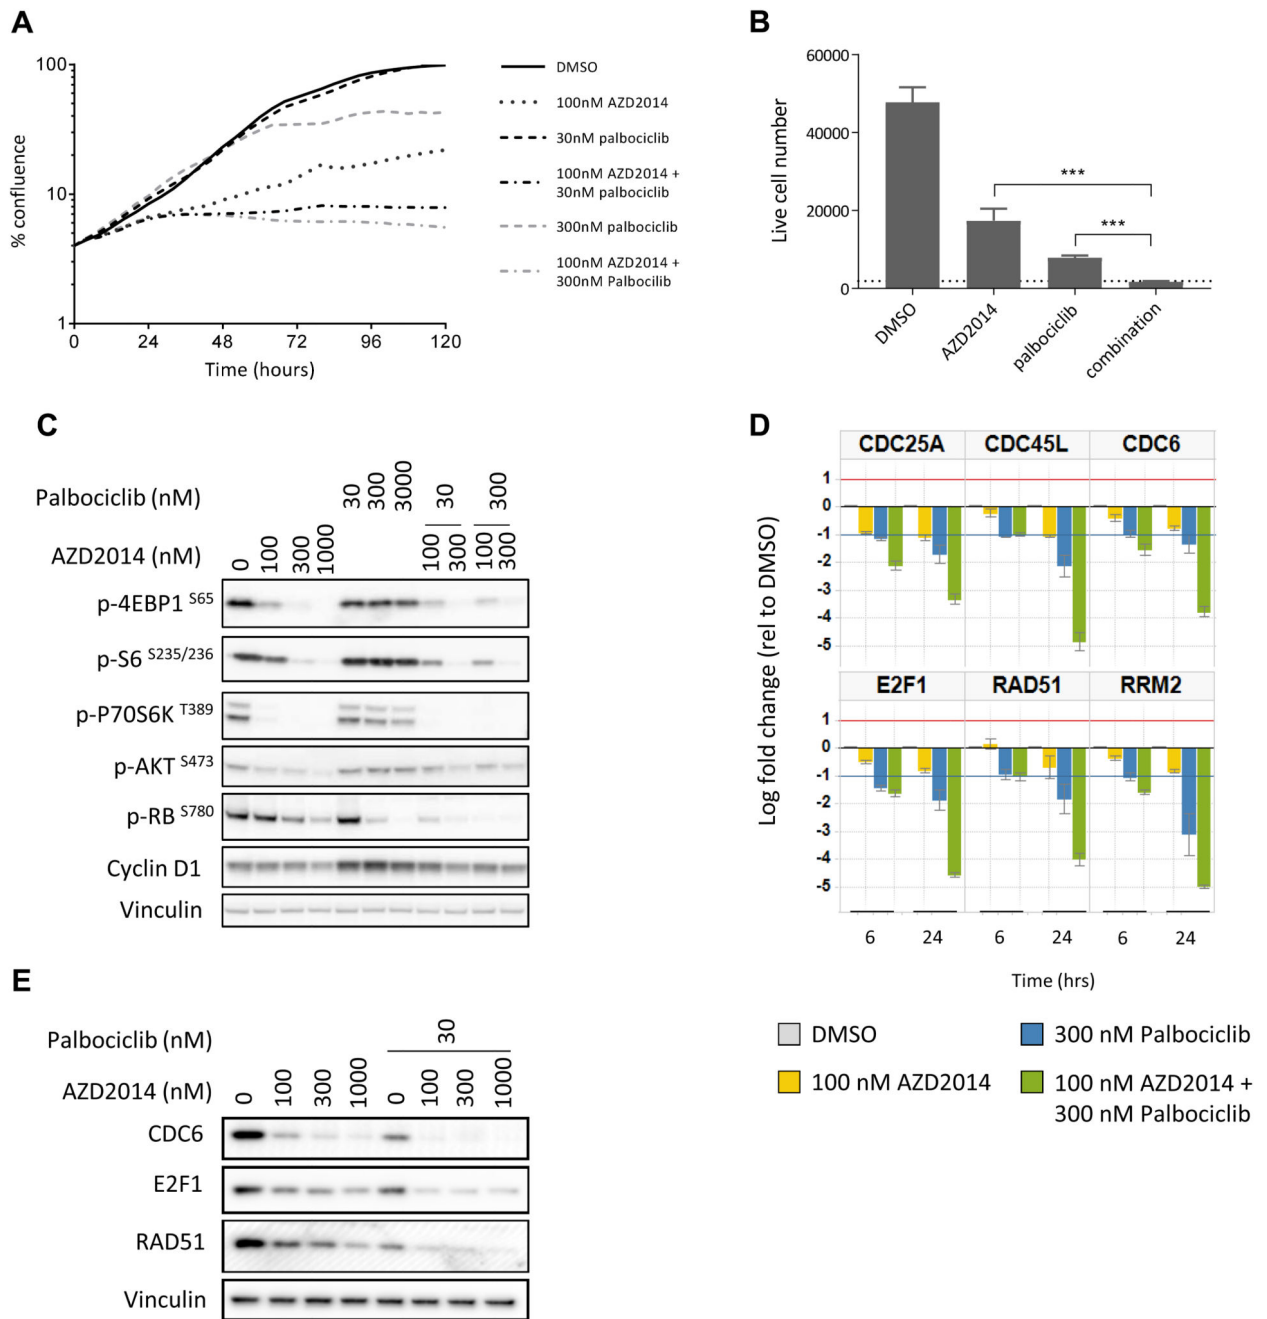 A
100
10
1
% confluence
0 24 48 72 96 120
Time (hours)
DMSO
100nM AZD2014
30nM palbociclib
100nM AZD2014 +
30nM palbociclib
300nM palbociclib
100nM AZD2014 +
300nM Palbocilib
B
60000
40000
20000
0
Live cell number
***
***
DMSO
AZD2014
palbociclib
combination
C
Palbociclib (nM) 30 300 3000 30 300
AZD2014 (nM) 0 100 300 1000 100 300 100 300
p-4EBP1 S65
p-S6 S235/236
p-P70S6K T389
p-AKT S473
p-RB S780
Cyclin D1
Vinculin
D
Log fold change (rel to DMSO)
CDC25A CDC45L CDC6
1
0
-1
-2
-3
-4
-5
E2F1 RAD51 RRM2
1
0
-1
-2
-3
-4
-5
6 24 6 24 6 24
Time (hrs)
DMSO
300 nM Palbociclib
100 nM AZD2014
100 nM AZD2014 +
300 nM Palbociclib
E
Palbociclib (nM) 30
AZD2014 (nM) 0 100 300 1000 0 100 300 1000
CDC6
E2F1
RAD51
Vinculin